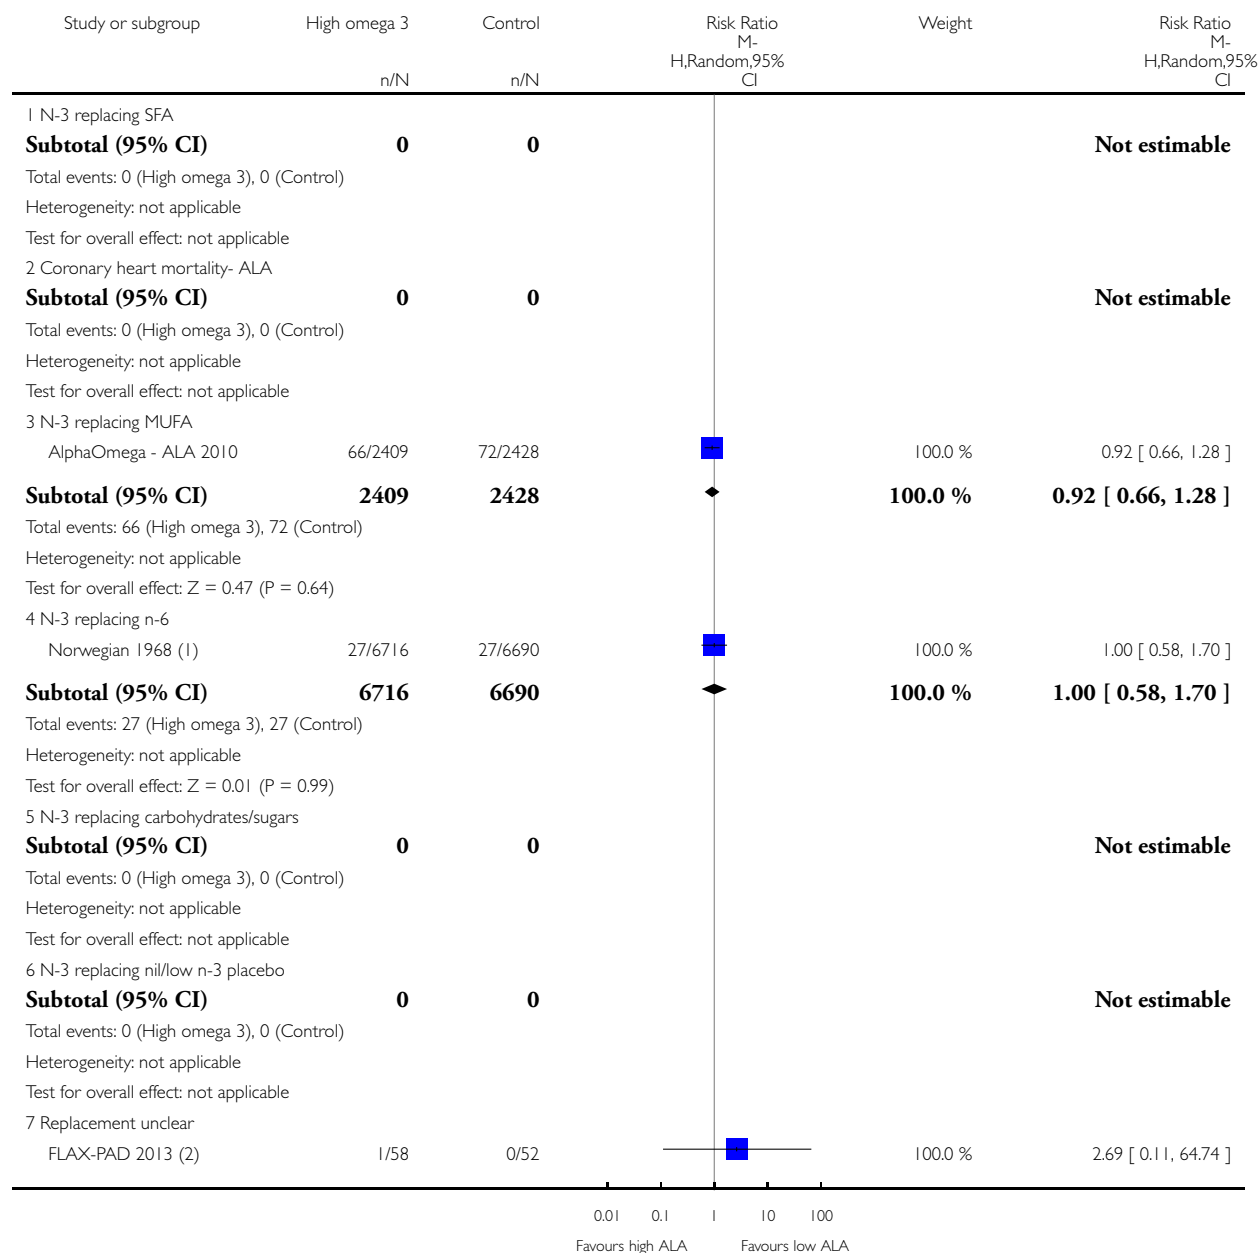 Study or subgroup High omega 3 Control Risk Ratio Weight Risk Ratio
M- M-
H,Random,95% H,Random,95%
n/N n/N CI CI
1 N-3 replacing SFA
Subtotal (95% CI) 0 0 Not estimable
Total events: 0 (High omega 3), 0 (Control)
Heterogeneity: not applicable
Test for overall effect: not applicable
2 Coronary heart mortality- ALA
Subtotal (95% CI) 0 0 Not estimable
Total events: 0 (High omega 3), 0 (Control)
Heterogeneity: not applicable
Test for overall effect: not applicable
3 N-3 replacing MUFA
AlphaOmega - ALA 2010 66/2409 72/2428 100.0 % 0.92 [ 0.66, 1.28 ]
Subtotal (95% CI) 2409 2428 100.0 % 0.92 [ 0.66, 1.28 ]
Total events: 66 (High omega 3), 72 (Control)
Heterogeneity: not applicable
Test for overall effect: Z = 0.47 (P = 0.64)
4 N-3 replacing n-6
Norwegian 1968 (1) 27/6716 27/6690 100.0 % 1.00 [ 0.58, 1.70 ]
Subtotal (95% CI) 6716 6690 100.0 % 1.00 [ 0.58, 1.70 ]
Total events: 27 (High omega 3), 27 (Control)
Heterogeneity: not applicable
Test for overall effect: Z = 0.01 (P = 0.99)
5 N-3 replacing carbohydrates/sugars
Subtotal (95% CI) 0 0 Not estimable
Total events: 0 (High omega 3), 0 (Control)
Heterogeneity: not applicable
Test for overall effect: not applicable
6 N-3 replacing nil/low n-3 placebo
Subtotal (95% CI) 0 0 Not estimable
Total events: 0 (High omega 3), 0 (Control)
Heterogeneity: not applicable
Test for overall effect: not applicable
7 Replacement unclear
FLAX-PAD 2013 (2) 1/58 0/52 100.0 % 2.69 [ 0.11, 64.74 ]
0.01 0.1 1 10 100
Favours high ALA Favours low ALA